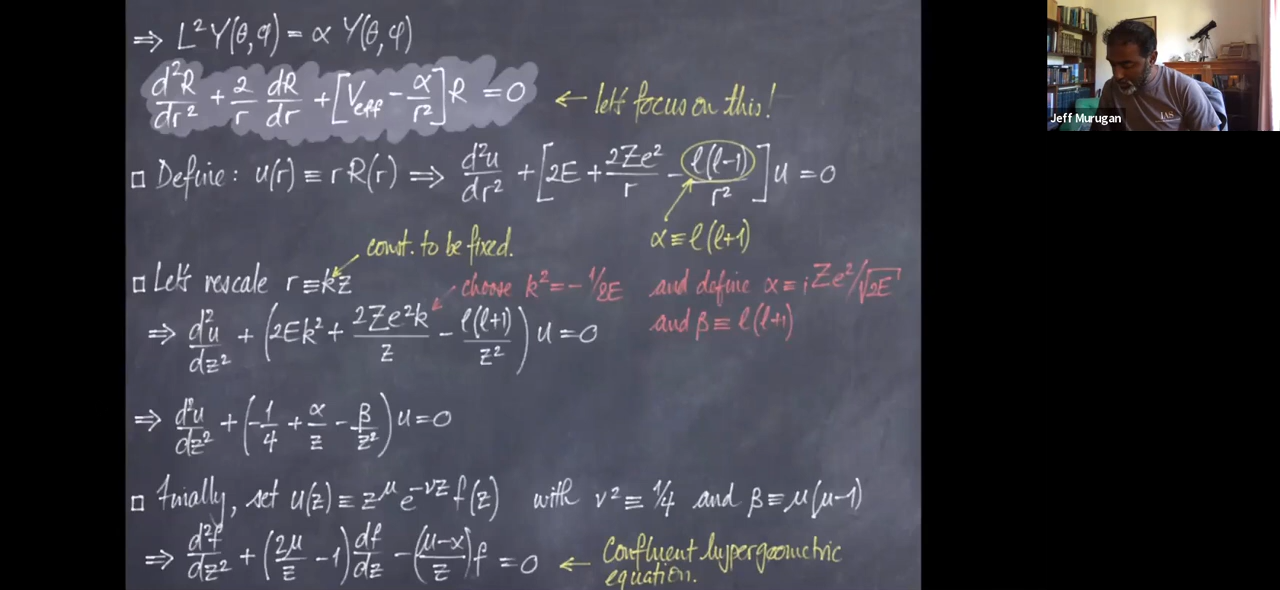 ⇒ L²Y(θ,φ) = α Y(θ,φ)
d²R/dr² + 2/r dR/dr + [V_eff - α/r²]R = 0 ← let's focus on this!
□ Define: u(r) ≡ r R(r) ⇒ d²u/dr² + [2E + 2Ze²/r - l(l-1)/r²]u = 0
α ≡ l(l+1)
const. to be fixed.
□ Let's rescale r ≡ kz choose k² = -1/2E and define α ≡ iZe²/√2E
and β ≡ l(l+1)
⇒ d²u/dz² + (2Ek² + 2Ze²k/z - l(l+1)/z²)u = 0
⇒ d²u/dz² + (-1/4 + α/z - β/z²)u = 0
□ Finally, set u(z) ≡ z^μ e^-νz f(z) with ν² ≡ 1/4 and β ≡ μ(μ-1)
⇒ d²f/dz² + (2μ/z - 1)df/dz - (μ-α/z)f = 0 ← Confluent hypergeometric
equation.
Jeff Murugan
IAS